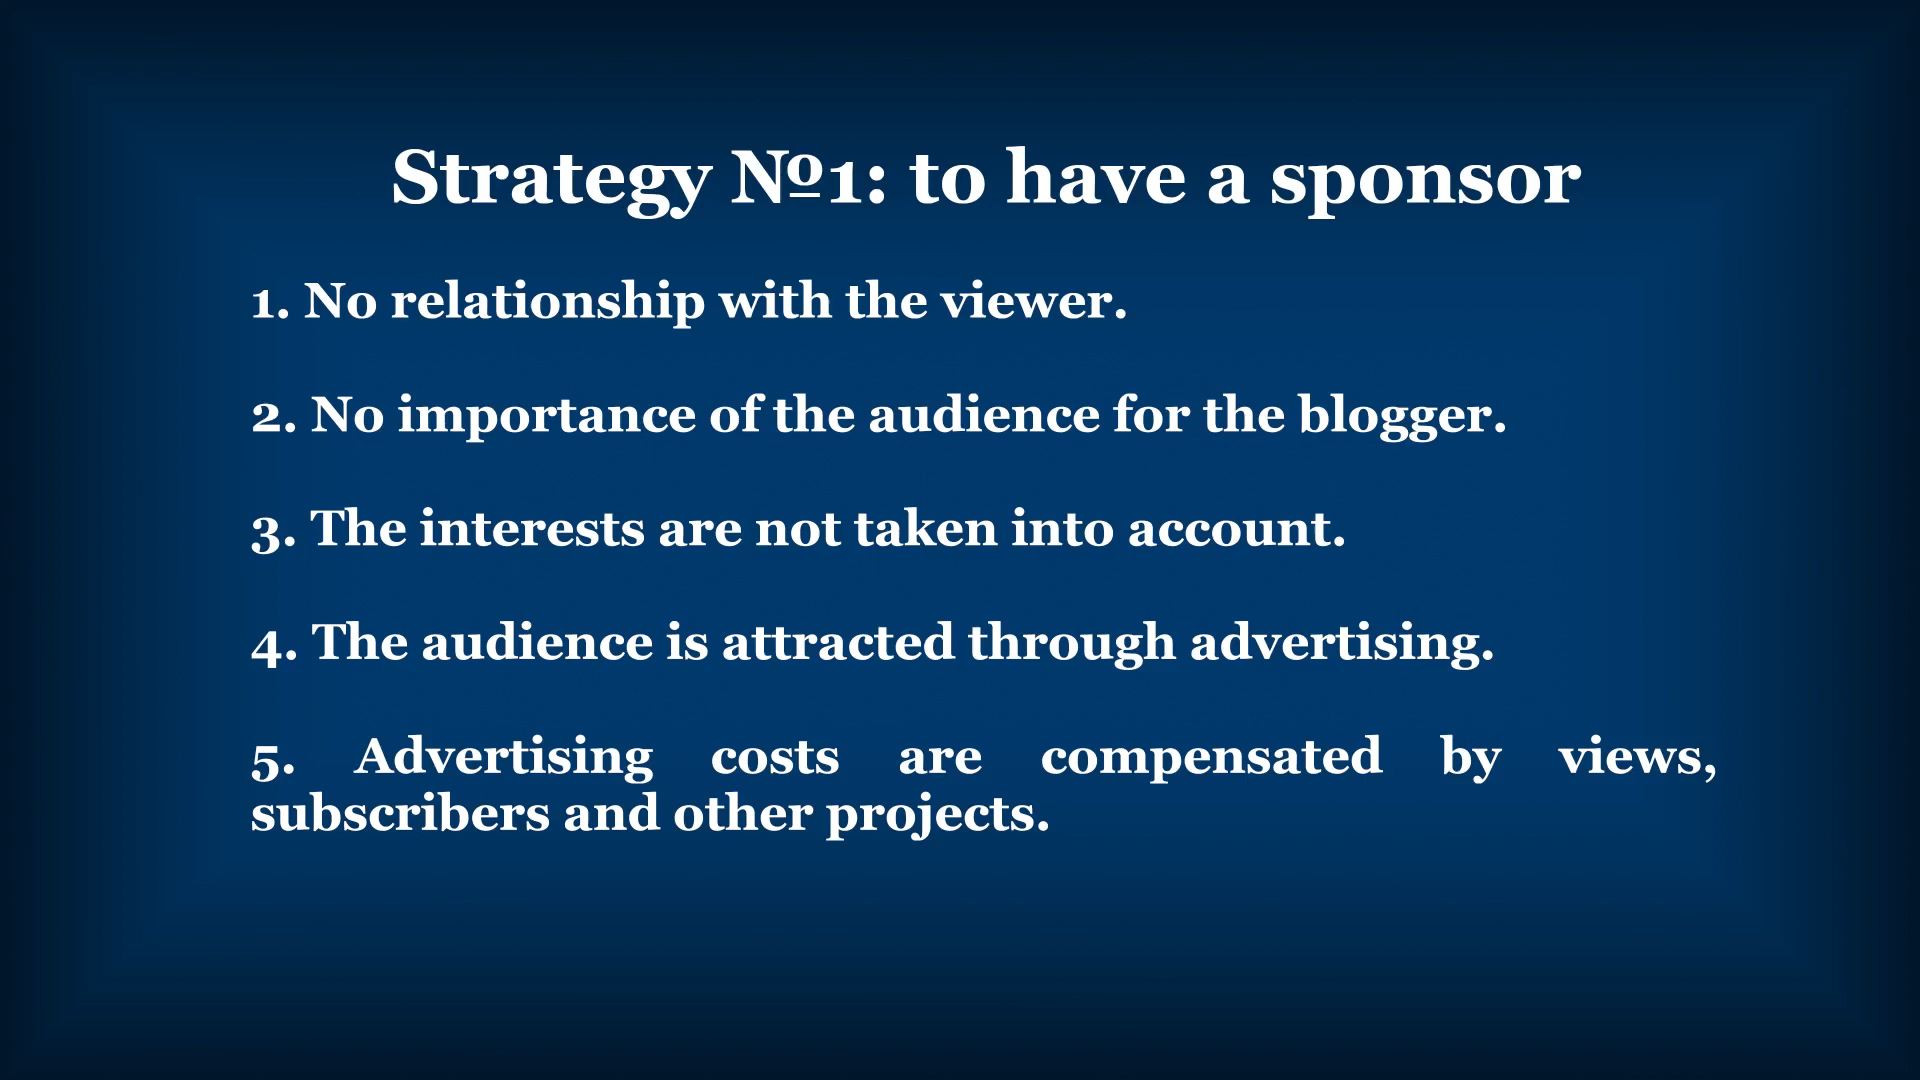 Strategy №1: to have a sponsor
1. No relationship with the viewer.
2. No importance of the audience for the blogger.
3. The interests are not taken into account.
4. The audience is attracted through advertising.
5. Advertising costs are compensated by views,
subscribers and other projects.